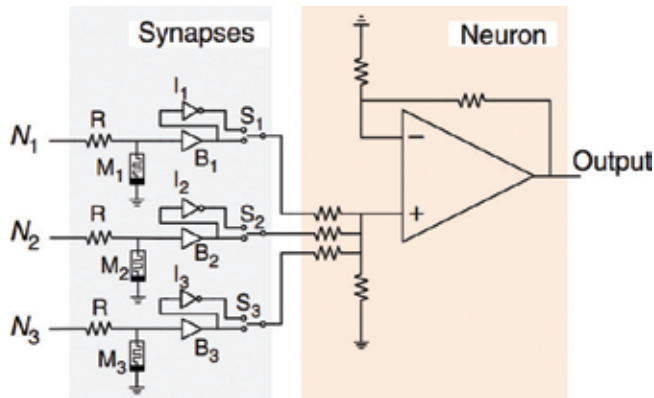 Synapses
Neuron
I1
N1
R
S1
M1
B1
−
Output
I2
+
N2
R
S2
M2
B2
I3
N3
R
S3
M3
B3